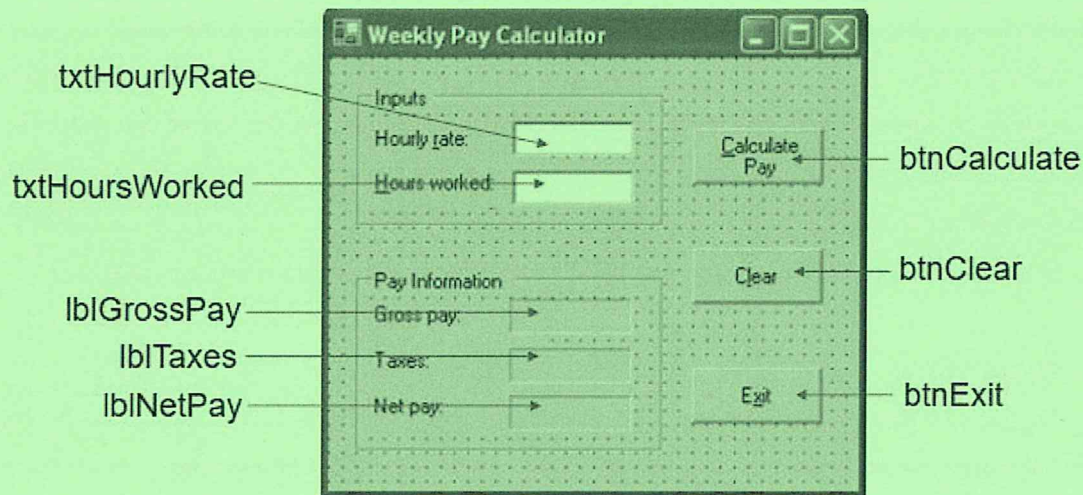 Weekly Pay Calculator
txtHourlyRate
Inputs
Hourly rate:
Calculate
Pay
btnCalculate
txtHoursWorked
Hours worked:
Clear
btnClear
Pay Information
lblGrossPay
Gross pay:
lblTaxes
Taxes:
lblNetPay
Net pay:
Exit
btnExit